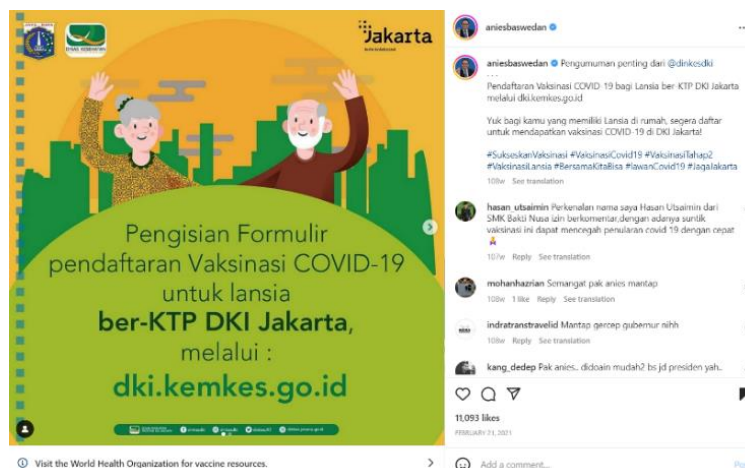 DINAS KESEHATAN
Jakarta
Pengisian Formulir
pendaftaran Vaksinasi COVID-19
untuk lansia
ber-KTP DKI Jakarta,
melalui :
dki.kemkes.go.id
Visit the World Health Organization for vaccine resources.
aniesbaswedan
aniesbaswedan Pengumuman penting dari @dinkesdki
Pendaftaran Vaksinasi COVID-19 bagi Lansia ber-KTP DKI Jakarta
melalui dki.kemkes.go.id
Yuk bagi kamu yang memiliki Lansia di rumah, segera daftar
untuk mendapatkan vaksinasi COVID-19 di DKI Jakarta!
#SukseskanVaksinasi #VaksinasiCovid19 #VaksinasiTahap2
#VaksinasiLansia #BersamaKitaBisa #lawanCovid19 #JagaJakarta
108w See translation
hasan_utsaimin Perkenalan nama saya Hasan Utsaimin dari
SMK Bakti Nusa izin berkomentar,dengan adanya suntik
vaksinasi ini dapat mencegah penularan covid 19 dengan cepat
107w Reply See translation
mohanhazrian Semangat pak anies mantap
108w 1 like Reply See translation
indratranstravelid Mantap gercep gubernur nihh
108w Reply See translation
kang_dedep Pak anies.. didoain mudah2 bs jd presiden yah..
11,093 likes
FEBRUARY 21, 2021
Add a comment...